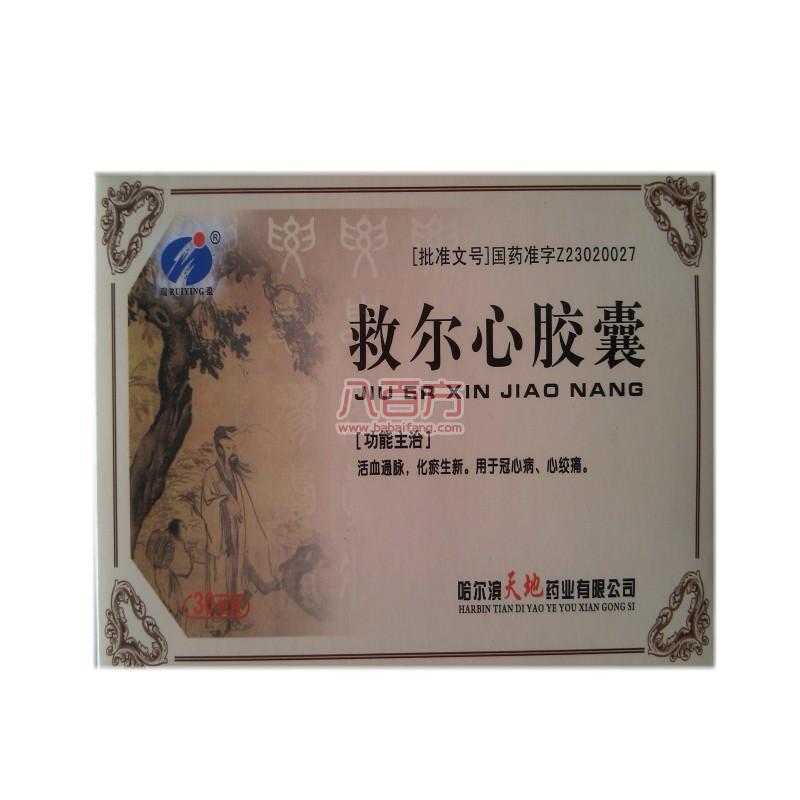 [批准文号]国药准字Z23020027
®
瑞 RUIYING 盈
救尔心胶囊
JIU ER XIN JIAO NANG
八百方
www.babaifang.com
[功能主治]
活血通脉，化瘀生新。用于冠心病、心绞痛。
30
哈尔滨天地药业有限公司
HARBIN TIAN DI YAO YE YOU XIAN GONG SI